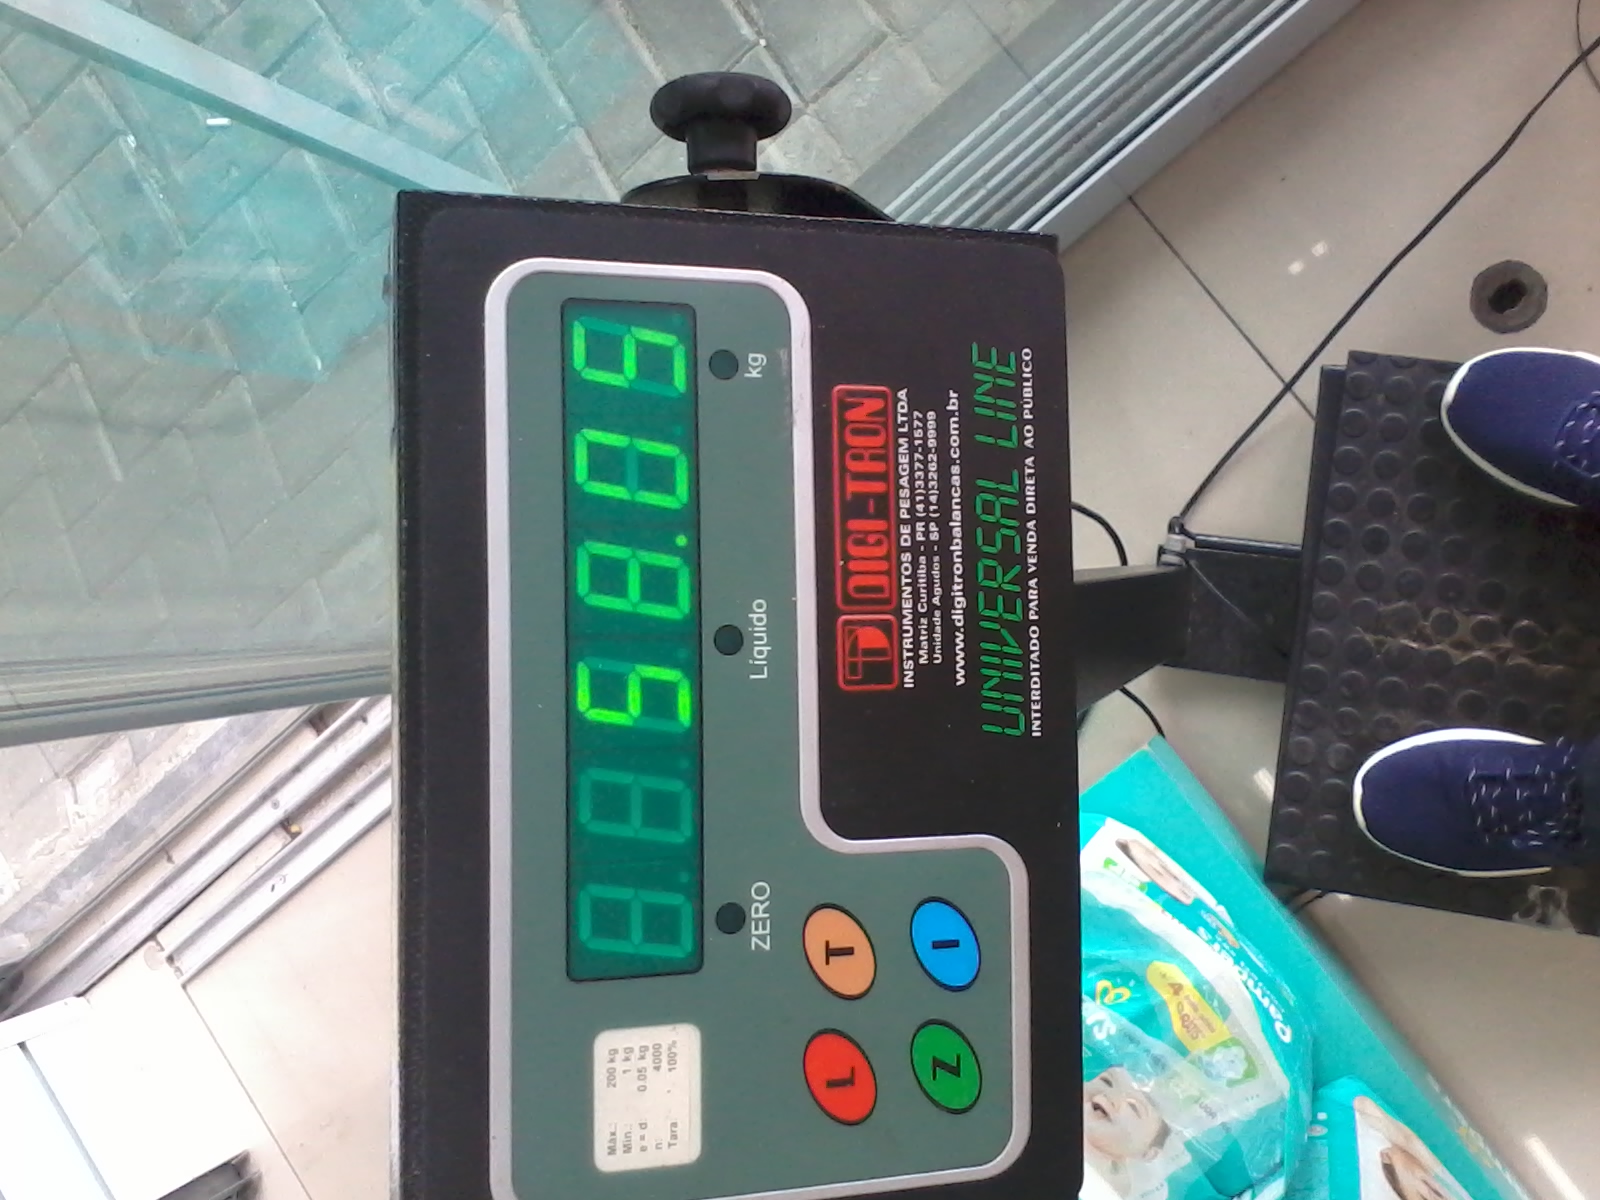 58.05
ZERO
Líquido
kg
Máx.: 200 kg
Min.: 1 kg
e = d: 0.05 kg
n: 4000
Tara: - 100%
L T
Z I
DIGI-TRON
INSTRUMENTOS DE PESAGEM LTDA
Matriz Curitiba - PR (41)3377-1577
Unidade Agudos - SP (14)3262-9999
www.digitronbalancas.com.br
UNIVERSAL LINE
INTERDITADO PARA VENDA DIRETA AO PÚBLICO
Pampers